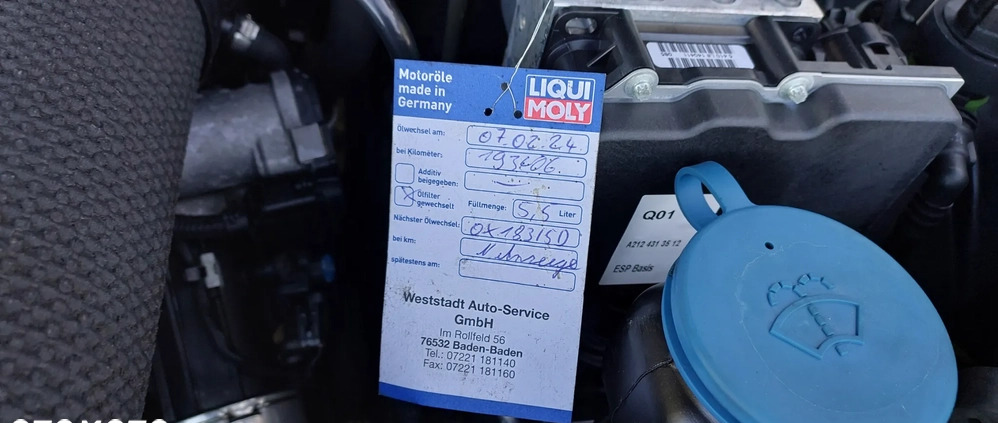 Motoröle
made in
Germany
LIQUI
MOLY
Ölwechsel am: 07.02.24.
bei Kilometer:
Additiv
beigegeben:
Ölfilter
gewechselt
Füllmenge: 5,5 Liter
Nächster Ölwechsel:
bei km: N. Anzeige
spätestens am:
Weststadt Auto-Service
GmbH
Im Rollfeld 56
76532 Baden-Baden
Tel.: 07221 181140
Fax: 07221 181160
Q01
A212 431 35 12
ESP Basis